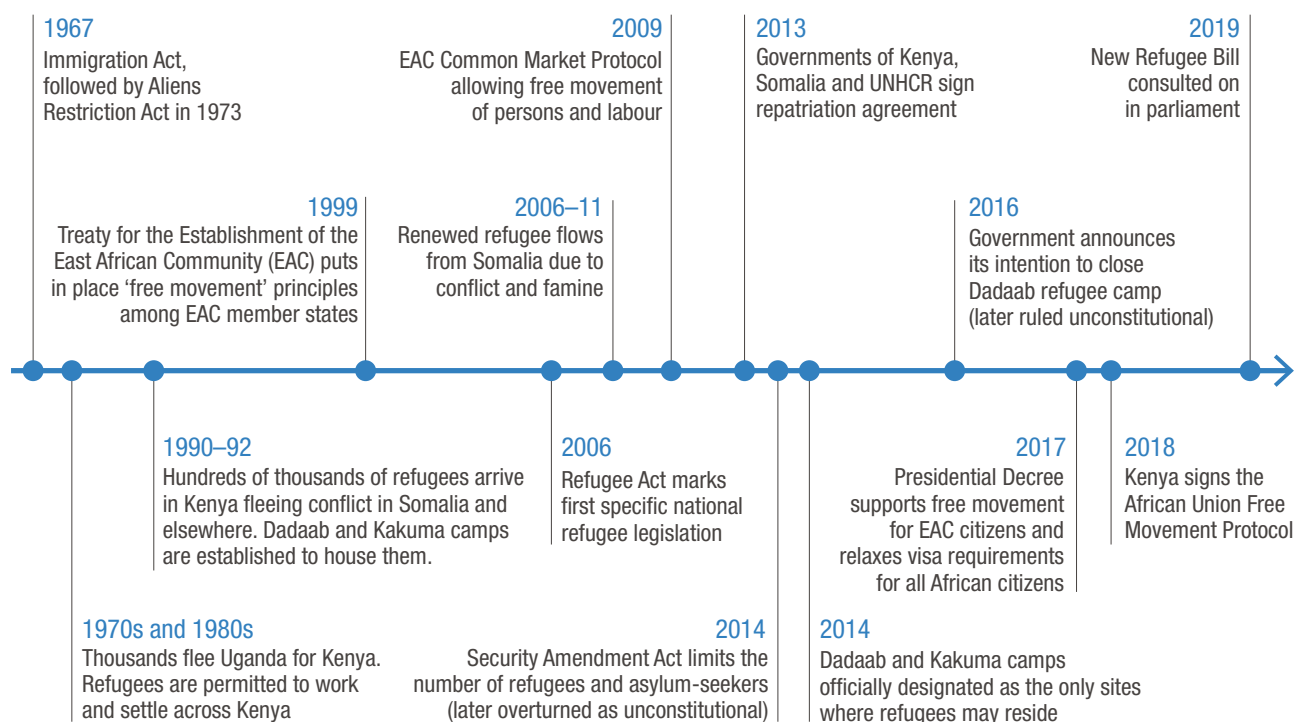 1967
Immigration Act,
followed by Aliens
Restriction Act in 1973
2009
EAC Common Market Protocol
allowing free movement
of persons and labour
2013
Governments of Kenya,
Somalia and UNHCR sign
repatriation agreement
2019
New Refugee Bill
consulted on
in parliament
1999
Treaty for the Establishment of the
East African Community (EAC) puts
in place ‘free movement’ principles
among EAC member states
2006–11
Renewed refugee flows
from Somalia due to
conflict and famine
2016
Government announces
its intention to close
Dadaab refugee camp
(later ruled unconstitutional)
1990–92
Hundreds of thousands of refugees arrive
in Kenya fleeing conflict in Somalia and
elsewhere. Dadaab and Kakuma camps
are established to house them.
2006
Refugee Act marks
first specific national
refugee legislation
2017
Presidential Decree
supports free movement
for EAC citizens and
relaxes visa requirements
for all African citizens
2018
Kenya signs the
African Union Free
Movement Protocol
1970s and 1980s
Thousands flee Uganda for Kenya.
Refugees are permitted to work
and settle across Kenya
2014
Security Amendment Act limits the
number of refugees and asylum-seekers
(later overturned as unconstitutional)
2014
Dadaab and Kakuma camps
officially designated as the only sites
where refugees may reside